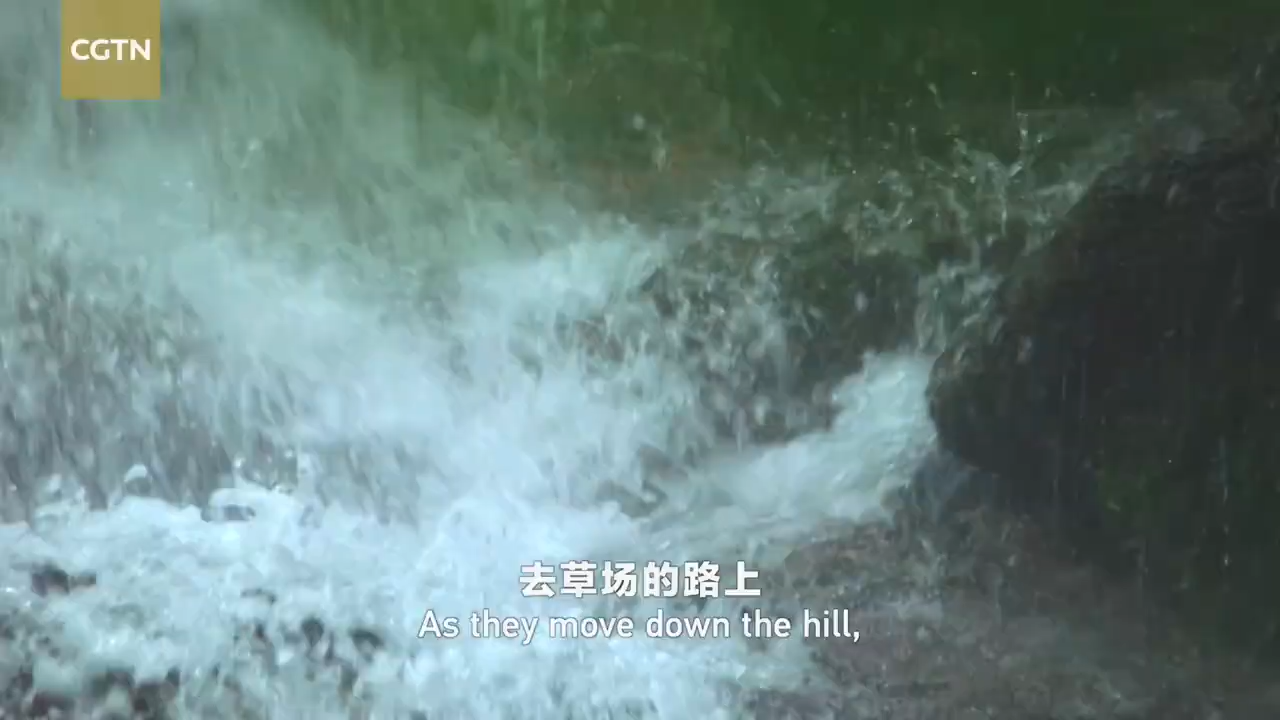 CGTN
去草场的路上
As they move down the hill,